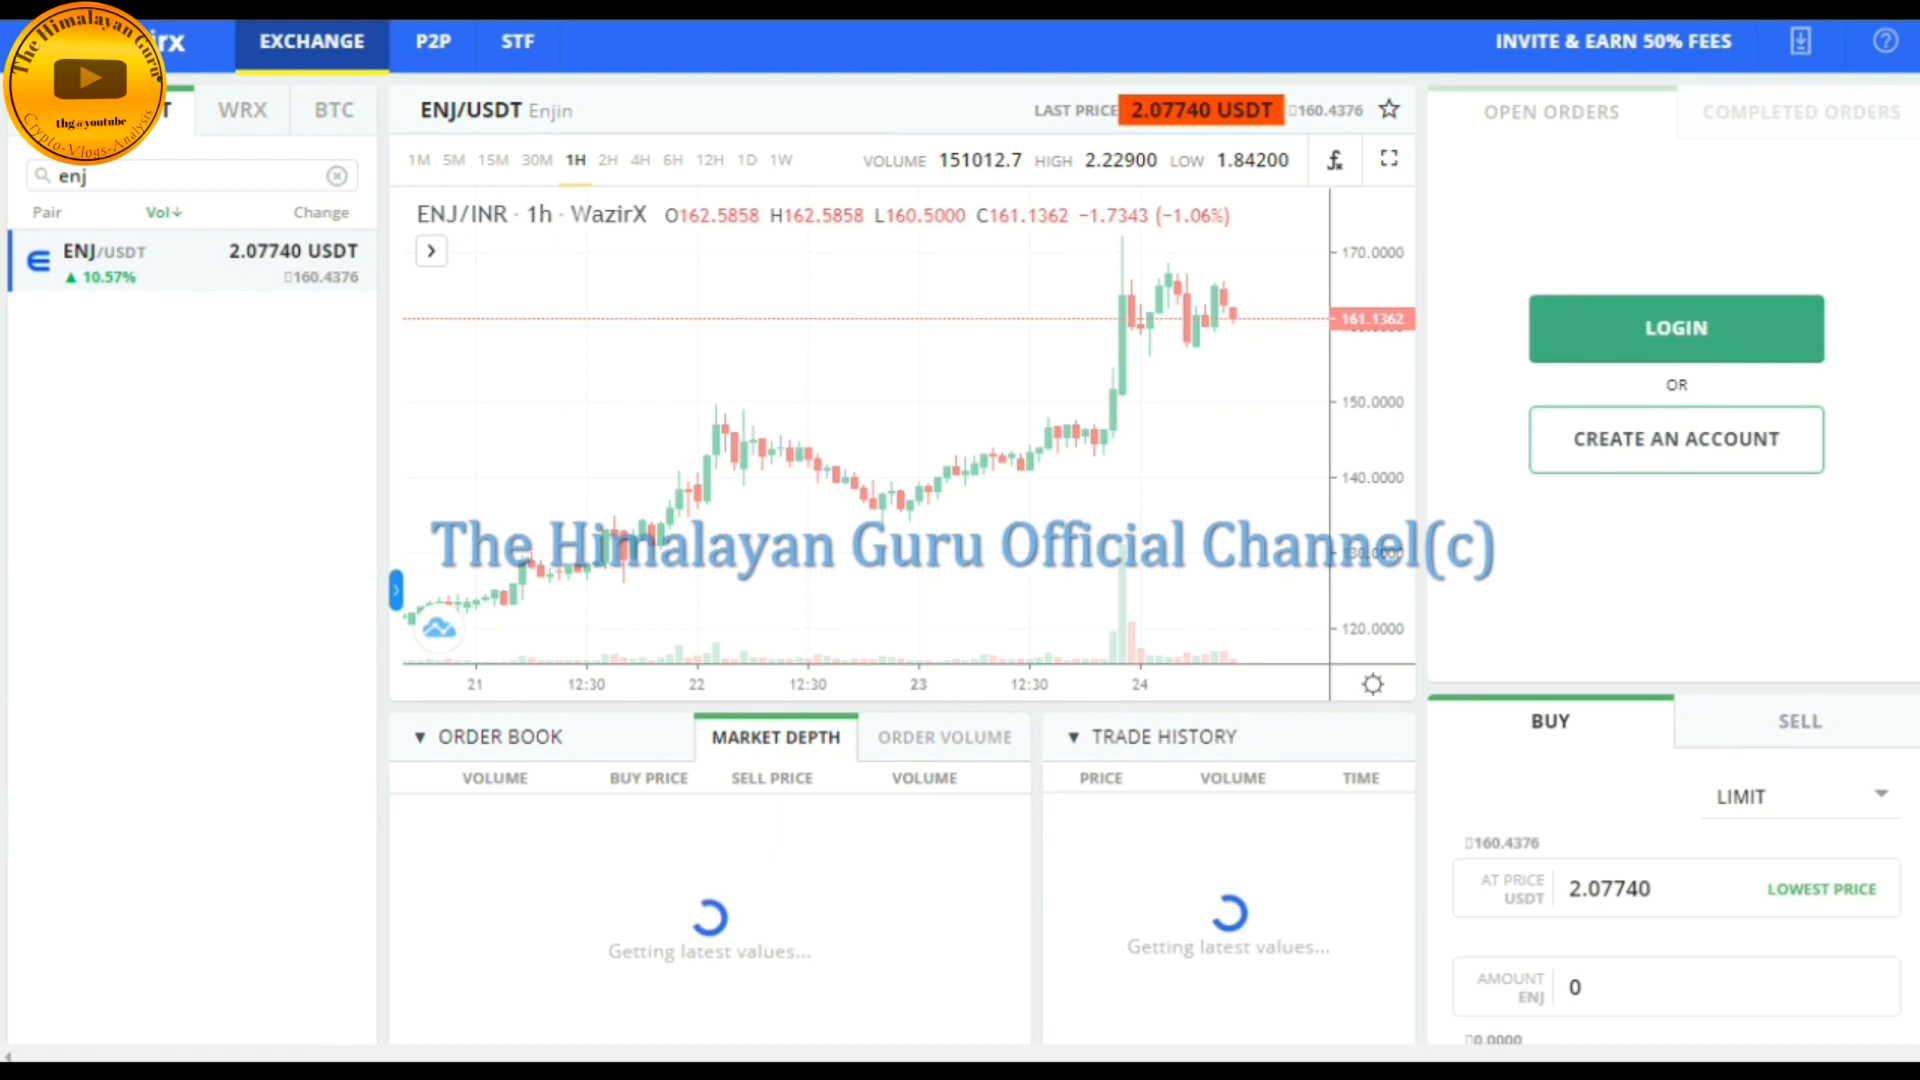 The Himalayan Guru
thg@youtube
Crypto-Vlogs-Analysis
irx
EXCHANGE
P2P
STF
INVITE & EARN 50% FEES
T
WRX
BTC
enj
Pair
Vol↓
Change
ENJ/USDT
2.07740 USDT
▲ 10.57%
160.4376
ENJ/USDT Enjin
LAST PRICE 2.07740 USDT 160.4376
1M 5M 15M 30M 1H 2H 4H 6H 12H 1D 1W
VOLUME 151012.7 HIGH 2.22900 LOW 1.84200
ENJ/INR · 1h · WazirX O162.5858 H162.5858 L160.5000 C161.1362 −1.7343 (−1.06%)
170.0000
161.1362
150.0000
140.0000
130.0000
120.0000
21 12:30 22 12:30 23 12:30 24
The Himalayan Guru Official Channel(c)
OPEN ORDERS
COMPLETED ORDERS
LOGIN
OR
CREATE AN ACCOUNT
▼ ORDER BOOK
MARKET DEPTH
ORDER VOLUME
VOLUME
BUY PRICE
SELL PRICE
VOLUME
Getting latest values...
▼ TRADE HISTORY
PRICE
VOLUME
TIME
Getting latest values...
BUY
SELL
LIMIT
160.4376
AT PRICE
USDT
2.07740
LOWEST PRICE
AMOUNT
ENJ
0
0.0000